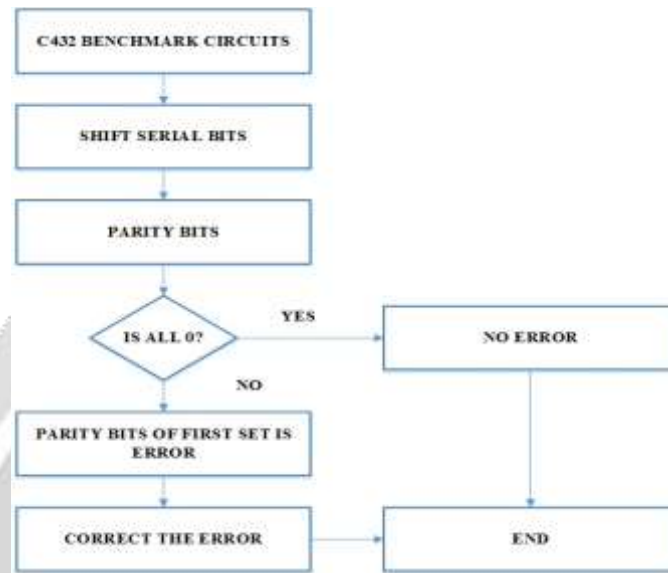 C432 BENCHMARK CIRCUITS
SHIFT SERIAL BITS
PARITY BITS
IS ALL 0?
YES
NO ERROR
NO
PARITY BITS OF FIRST SET IS
ERROR
CORRECT THE ERROR
END